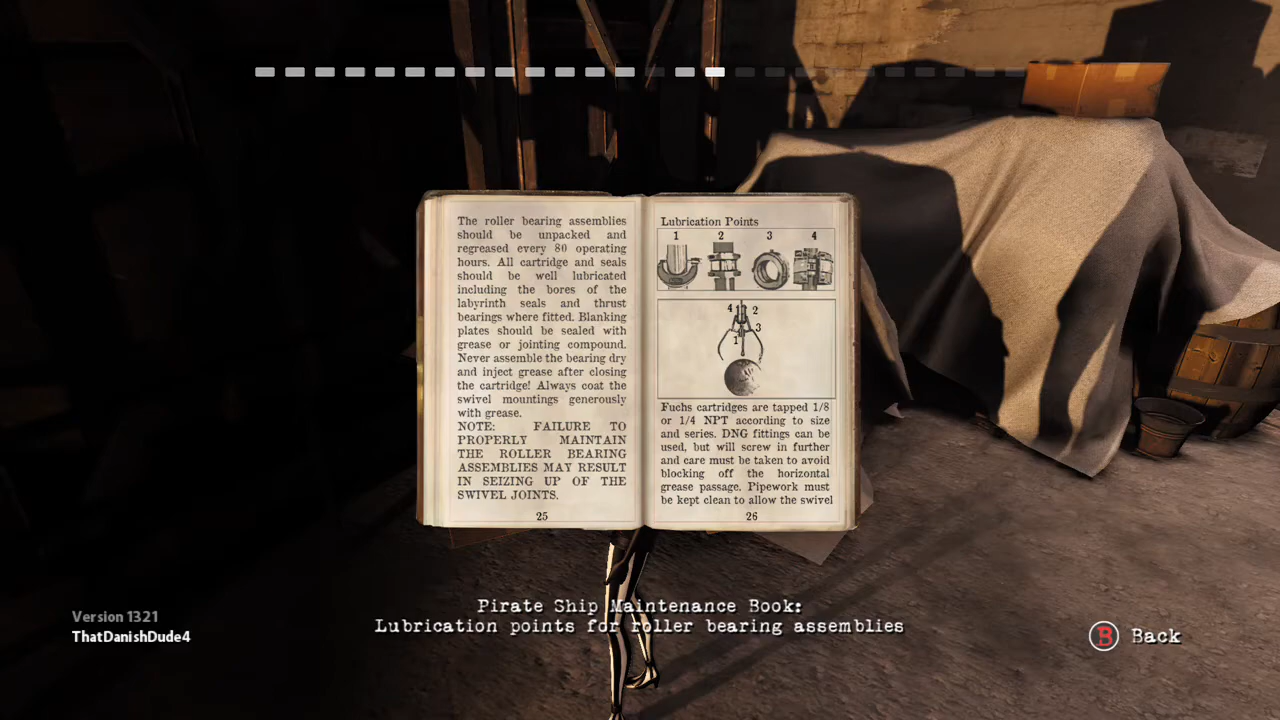 The roller bearing assemblies
should be unpacked and
regreased every 80 operating
hours. All cartridge and seals
should be well lubricated
including the bores of the
labyrinth seals and thrust
bearings where fitted. Blanking
plates should be sealed with
grease or jointing compound.
Never assemble the bearing dry
and inject grease after closing
the cartridge! Always coat the
swivel mountings generously
with grease.
NOTE: FAILURE TO
PROPERLY MAINTAIN
THE ROLLER BEARING
ASSEMBLIES MAY RESULT
IN SEIZING UP OF THE
SWIVEL JOINTS.
25
Lubrication Points
1 2 3 4
4 2
3
1
Fuchs cartridges are tapped 1/8
or 1/4 NPT according to size
and series. DNG fittings can be
used, but will screw in further
and care must be taken to avoid
blocking off the horizontal
grease passage. Pipework must
be kept clean to allow the swivel
26
Pirate Ship Maintenance Book:
Lubrication points for roller bearing assemblies
Version 1321
ThatDanishDude4
B Back